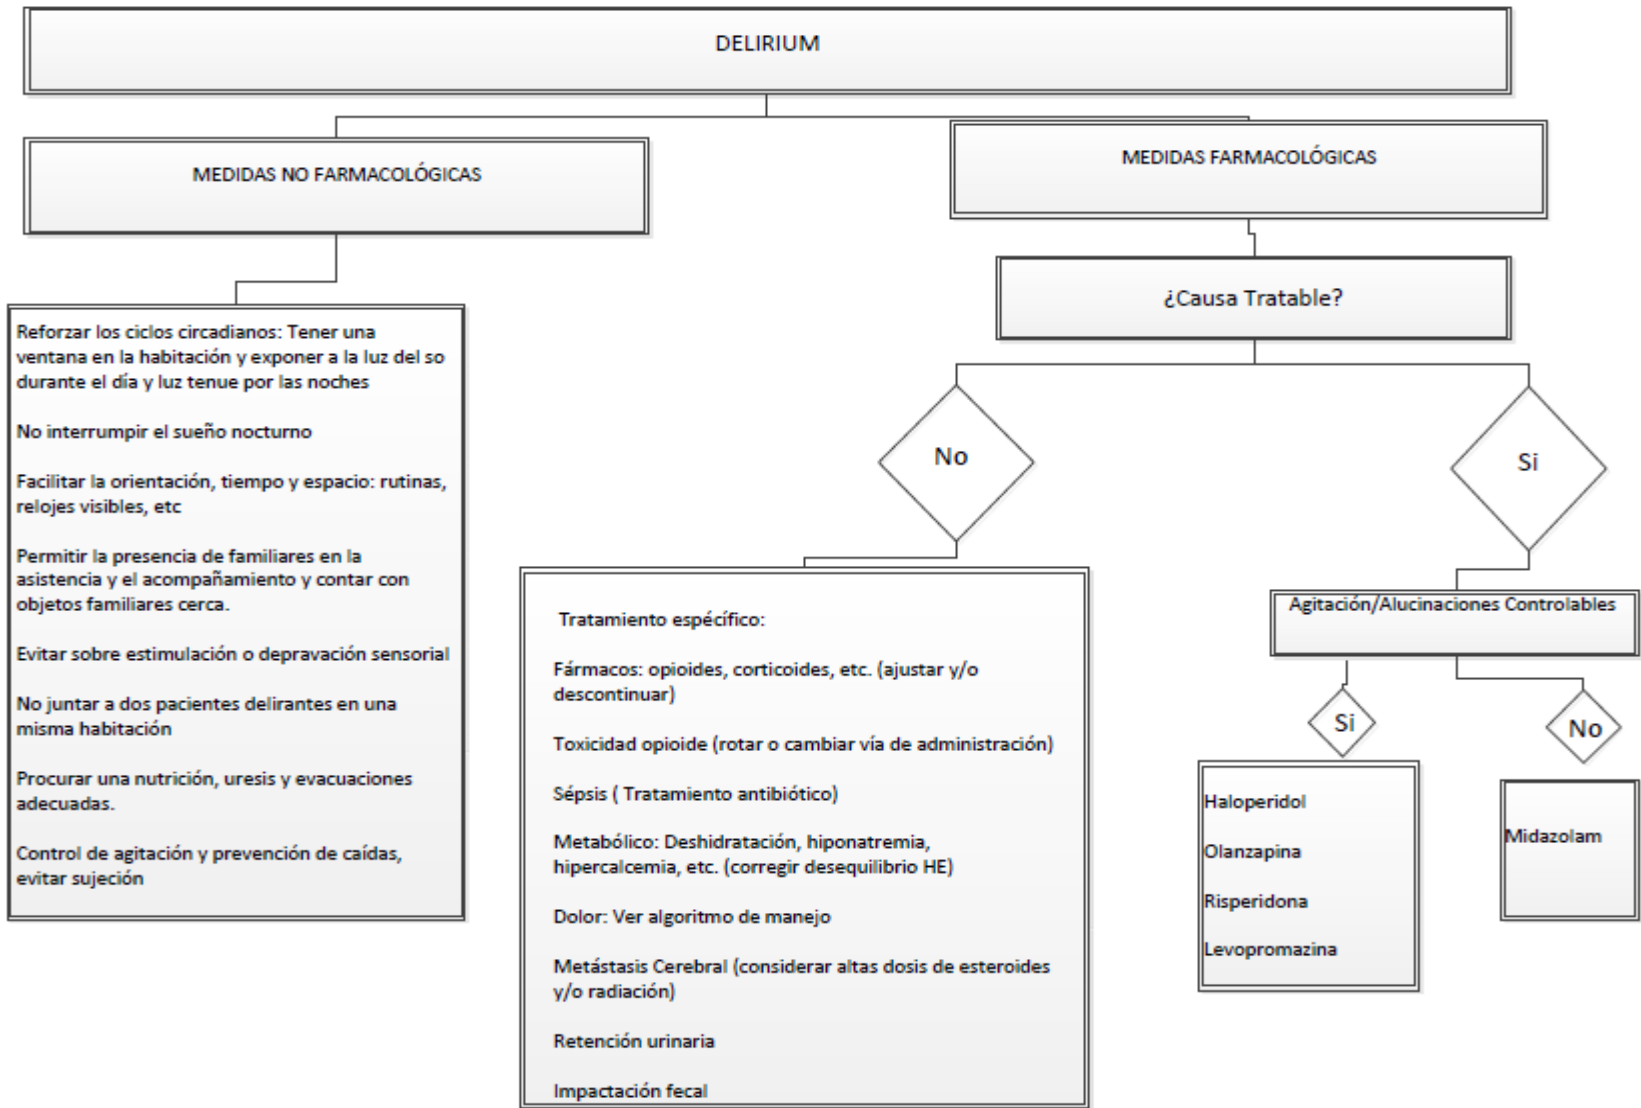 DELIRIUM
MEDIDAS NO FARMACOLÓGICAS
MEDIDAS FARMACOLÓGICAS
¿Causa Tratable?
Reforzar los ciclos circadianos: Tener una
ventana en la habitación y exponer a la luz del so
durante el día y luz tenue por las noches
No interrumpir el sueño nocturno
Facilitar la orientación, tiempo y espacio: rutinas,
relojes visibles, etc
Permitir la presencia de familiares en la
asistencia y el acompañamiento y contar con
objetos familiares cerca.
Evitar sobre estimulación o depravación sensorial
No juntar a dos pacientes delirantes en una
misma habitación
Procurar una nutrición, uresis y evacuaciones
adecuadas.
Control de agitación y prevención de caídas,
evitar sujeción
No
Si
Tratamiento espécífico:
Fármacos: opioides, corticoides, etc. (ajustar y/o
descontinuar)
Toxicidad opioide (rotar o cambiar vía de administración)
Sépsis ( Tratamiento antibiótico)
Metabólico: Deshidratación, hiponatremia,
hipercalcemia, etc. (corregir desequilibrio HE)
Dolor: Ver algoritmo de manejo
Metástasis Cerebral (considerar altas dosis de esteroides
y/o radiación)
Retención urinaria
Impactación fecal
Agitación/Alucinaciones Controlables
Si
No
Haloperidol
Olanzapina
Risperidona
Levopromazina
Midazolam